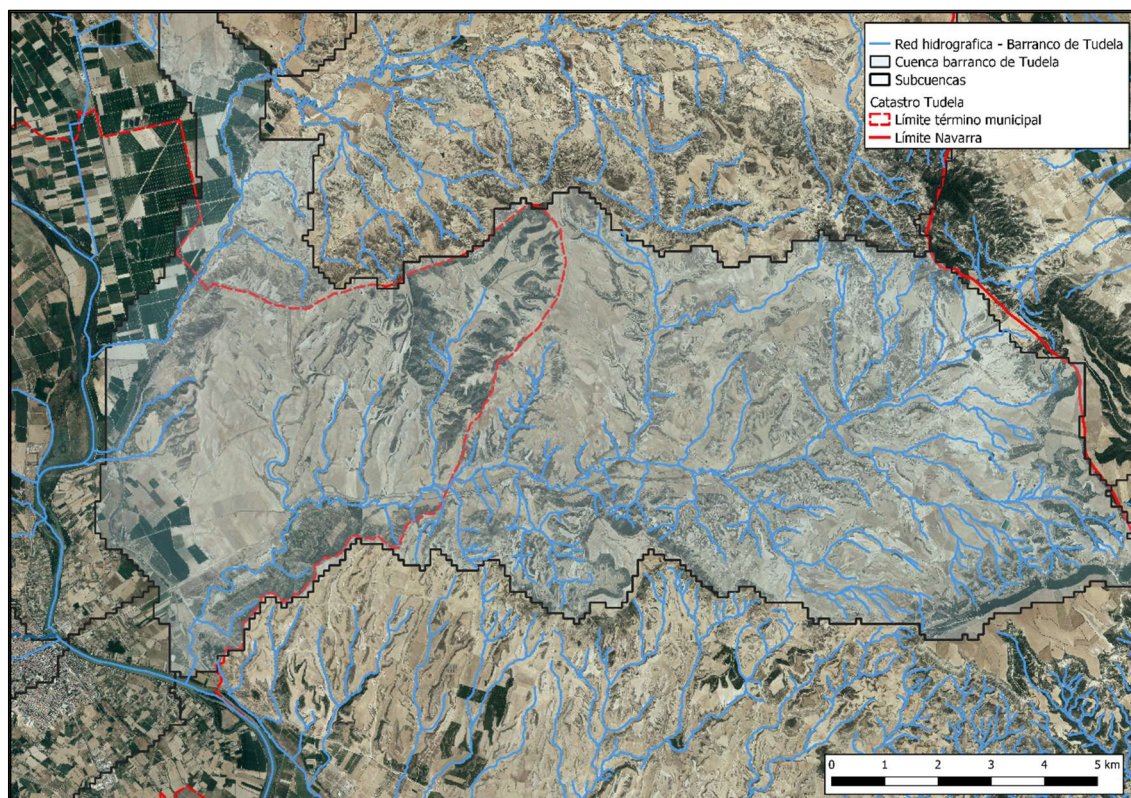 Red hidrografica - Barranco de Tudela
Cuenca barranco de Tudela
Subcuencas
Catastro Tudela
Límite término municipal
Límite Navarra
0 1 2 3 4 5 km